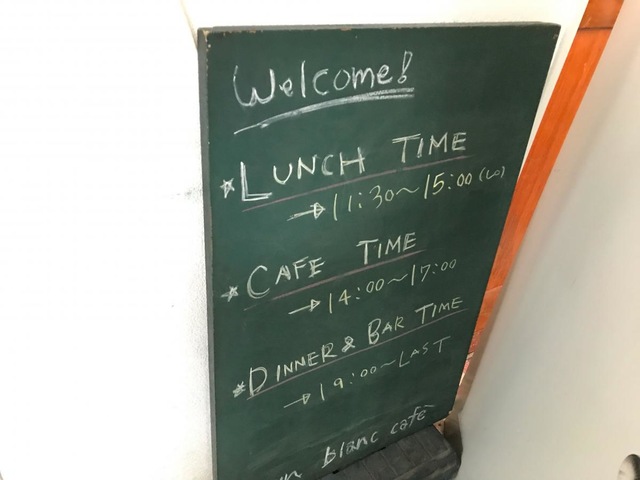 Welcome!
*LUNCH TIME
→11:30~15:00 (LO)
*CAFE TIME
→14:00~17:00
*DINNER & BAR TIME
→19:00~LAST
blanc café